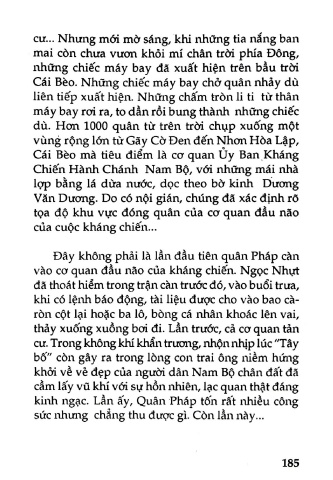 cư... Nhưng mới mờ sáng, khi những tia nắng ban
mai còn chưa vươn khỏi mí chân trời phía Đông,
những chiếc máy bay đã xuất hiện trên bầu trời
Cái Bèo. Những chiếc máy bay chở quân nhảy dù
liên tiếp xuất hiện. Những chấm tròn li ti từ thân
máy bay rơi ra, to dần rồi bung thành những chiếc
dù. Hơn 1000 quân từ trên trời chụp xuống một
vùng rộng lớn từ Gãy Cờ Đen đến Nhơn Hòa Lập,
Cái Bèo mà tiêu điểm là cơ quan Ủy Ban Kháng
Chiến Hành Chánh Nam Bộ, với những mái nhà
lợp bằng lá dừa nước, dọc theo bờ kinh Dương
Văn Dương. Do có nội gián, chúng đã xác định rõ
tọa độ khu vực đóng quân của cơ quan đầu não
của cuộc kháng chiến...
Đây không phải là lần đầu tiên quân Pháp càn
vào cơ quan đầu não của kháng chiến. Ngọc Nhựt
đã thoát hiểm trong trận càn trước đó, vào buổi trưa,
khi có lệnh báo động, tài liệu được cho vào bao cà-
ròn cột lại hoặc ba lô, bòng cá nhân khoác lên vai,
thảy xuống xuồng bơi đi. Lần trước, cả cơ quan tản
cư. Trong không khí khẩn trương, nhộn nhịp lúc “Tây
bố” còn gây ra trong lòng con trai ông niềm hứng
khởi về vẻ đẹp của người dân Nam Bộ chân đất đã
cầm lấy vũ khí với sự hồn nhiên, lạc quan thật đáng
kinh ngạc. Lần ấy, Quân Pháp tốn rất nhiều công
sức nhưng chẳng thu được gì. Còn lần này...
185